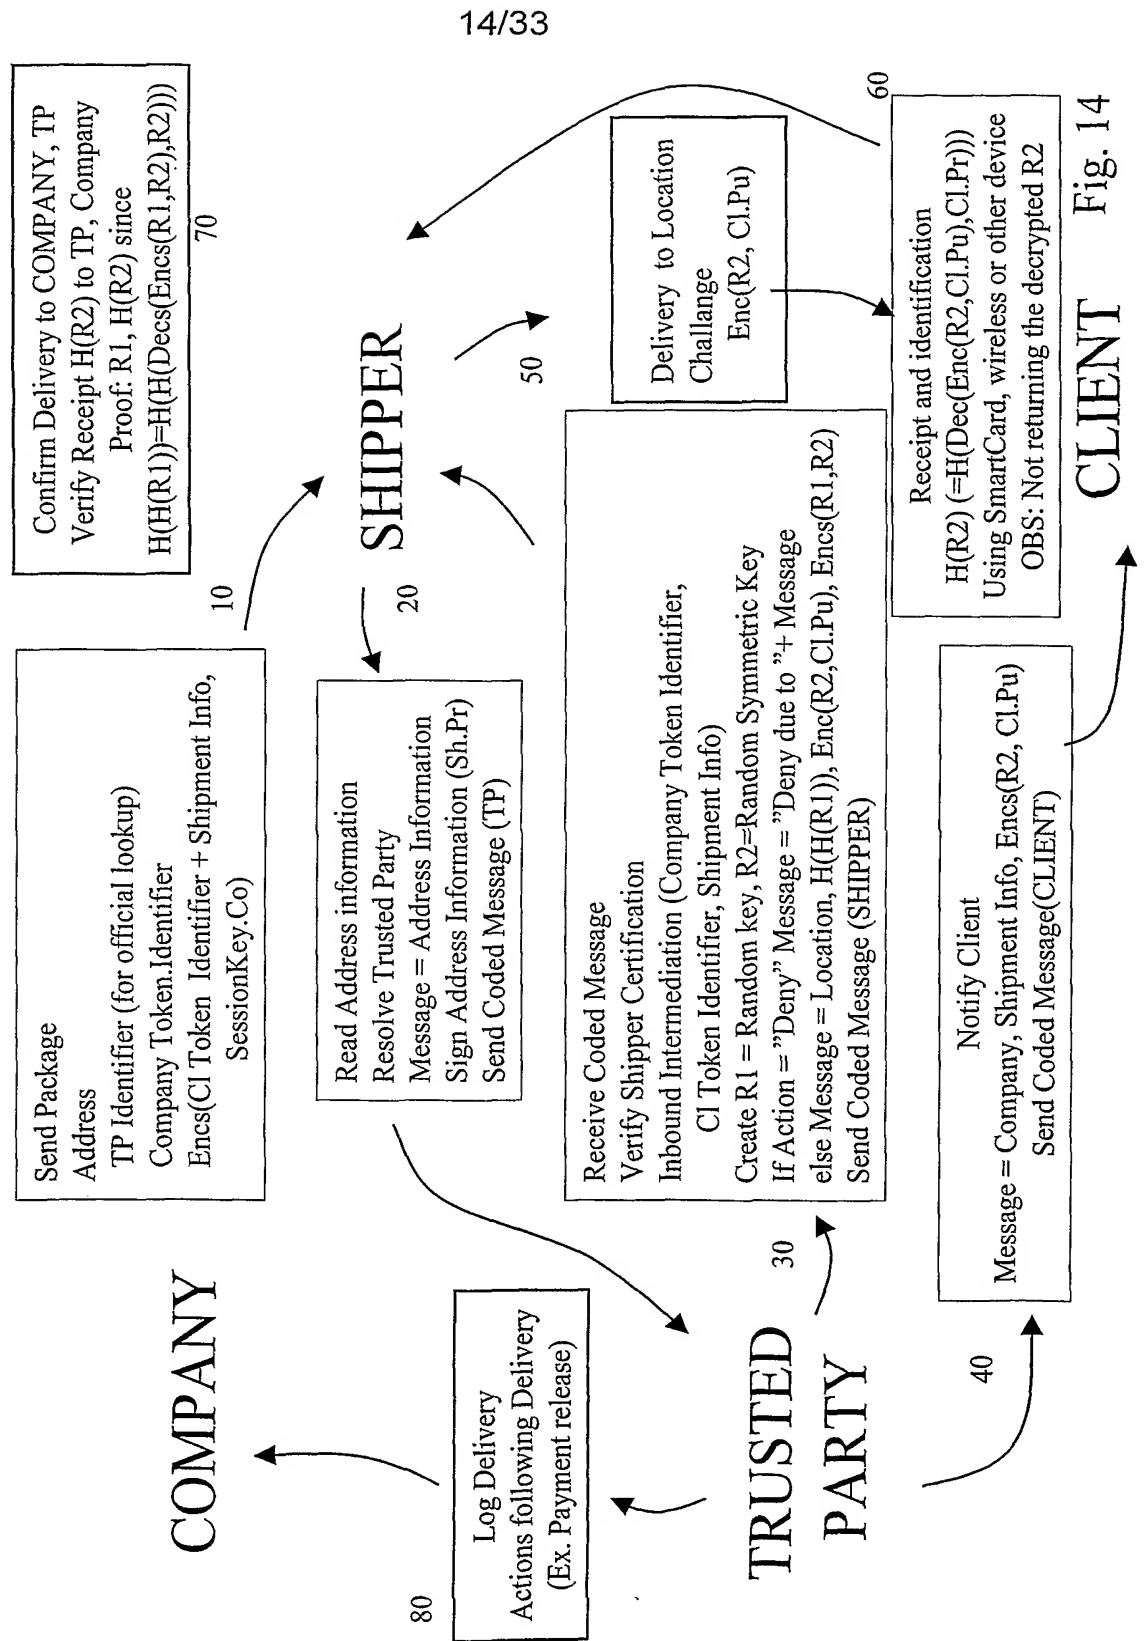 14/33
COMPANY
Send Package
Address
TP Identifier (for official lookup)
Company Token.Identifier
Encs(Cl Token Identifier + Shipment Info,
SessionKey.Co)
10
Confirm Delivery to COMPANY, TP
Verify Receipt H(R2) to TP, Company
Proof: R1, H(R2) since
H(H(R1))=H(H(Decs(Encs(R1,R2),R2)))
70
SHIPPER
20
Read Address information
Resolve Trusted Party
Message = Address Information
Sign Address Information (Sh.Pr)
Send Coded Message (TP)
80
Log Delivery
Actions following Delivery
(Ex. Payment release)
50
Delivery to Location
Challange
Enc(R2, Cl.Pu)
TRUSTED
PARTY
30
Receive Coded Message
Verify Shipper Certification
Inbound Intermediation (Company Token Identifier,
Cl Token Identifier, Shipment Info)
Create R1 = Random key, R2=Random Symmetric Key
If Action = "Deny" Message = "Deny due to "+ Message
else Message = Location, H(H(R1)), Enc(R2,Cl.Pu), Encs(R1,R2)
Send Coded Message (SHIPPER)
60
Receipt and identification
H(R2) (=H(Dec(Enc(R2,Cl.Pu),Cl.Pr)))
Using SmartCard, wireless or other device
OBS: Not returning the decrypted R2
40
Notify Client
Message = Company, Shipment Info, Encs(R2, Cl.Pu)
Send Coded Message(CLIENT)
CLIENT
Fig. 14